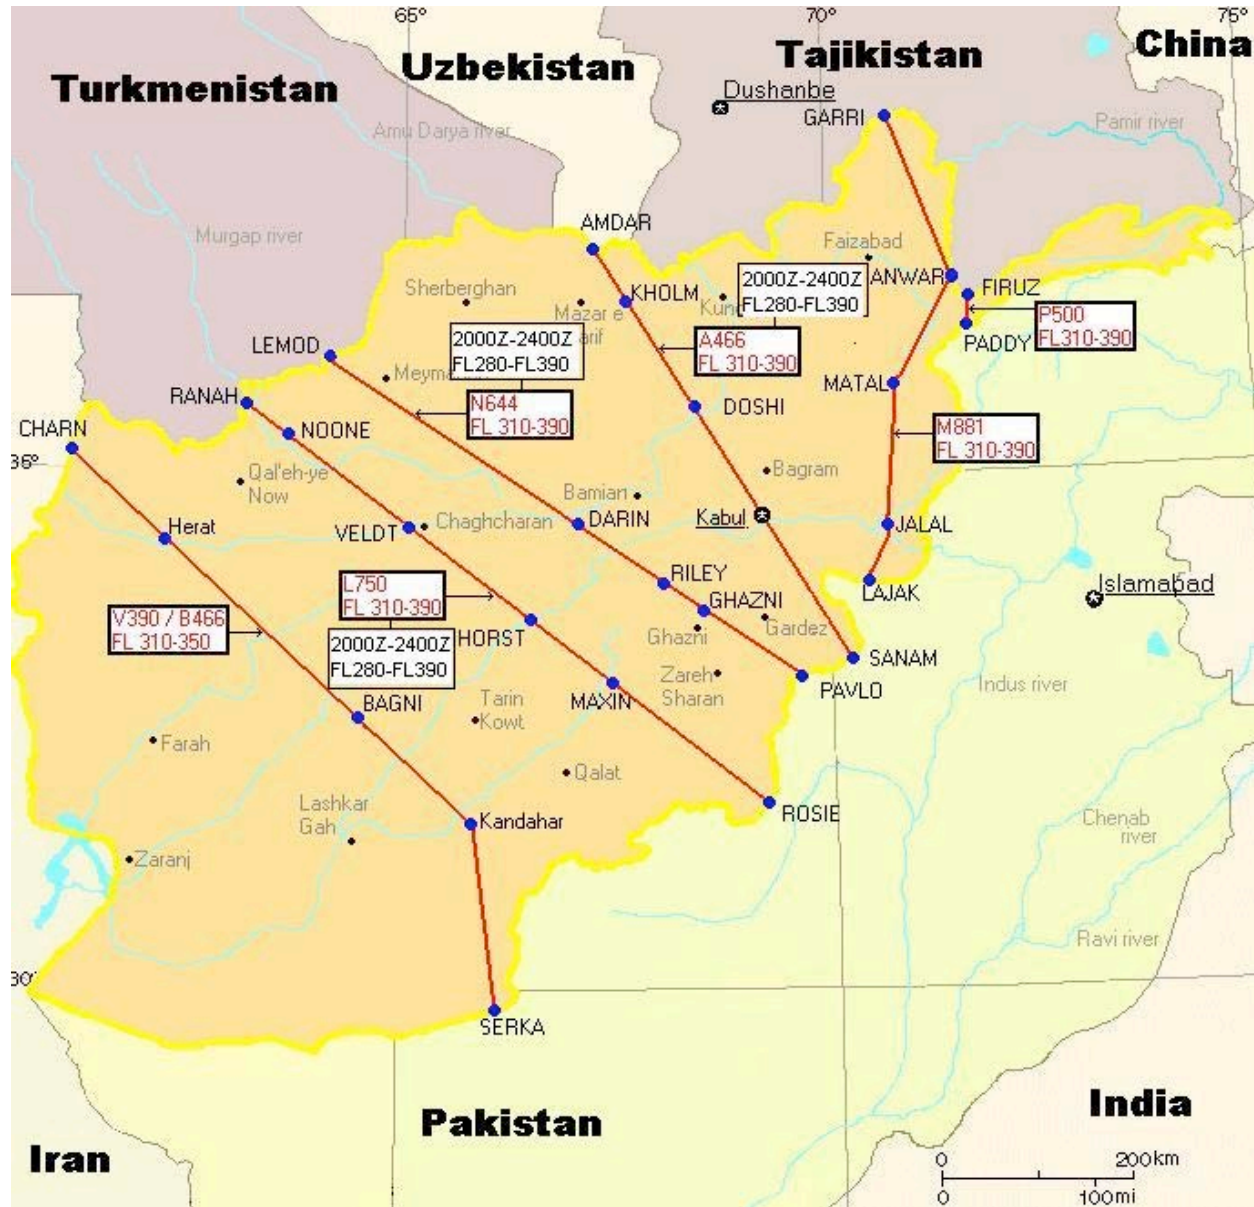 65°
70°
75°
Uzbekistan
Tajikistan
China
Turkmenistan
Dushanbe
GARRI
Amu Darya river
Pamir river
AMDAR
Murgap river
Faizabad
ANWAR
FIRUZ
Sherberghan
KHOLM
2000Z-2400Z
FL280-FL390
Mazar e
P500
FL310-390
PADDY
LEMOD
2000Z-2400Z
FL280-FL390
A466
FL 310-390
MATAL
RANAH
N644
FL 310-390
DOSHI
CHARN
NOONE
M881
FL 310-390
Qal'eh-ye
Now
Bagram
Bamian
Herat
VELDT
Chaghcharan
DARIN
Kabul
JALAL
L750
FL 310-390
RILEY
LAJAK
Islamabad
V390 / B466
FL 310-350
GHAZNI
HORST
Ghazni
Gardez
2000Z-2400Z
FL280-FL390
SANAM
Zareh
Sharan
PAVLO
Indus river
BAGNI
Tarin
Kowt
MAXIN
Farah
Qalat
Lashkar
Gah
Kandahar
ROSIE
Chenab
river
Zaranj
Ravi river
30°
SERKA
Pakistan
India
Iran
0
200km
0
100mi